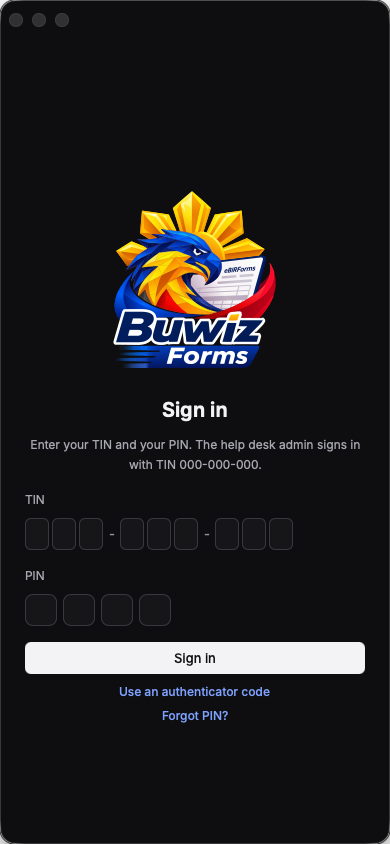 eBIRForms
Buwiz
Forms
Sign in
Enter your TIN and your PIN. The help desk admin signs in
with TIN 000-000-000.
TIN
- -
PIN
Sign in
Use an authenticator code
Forgot PIN?